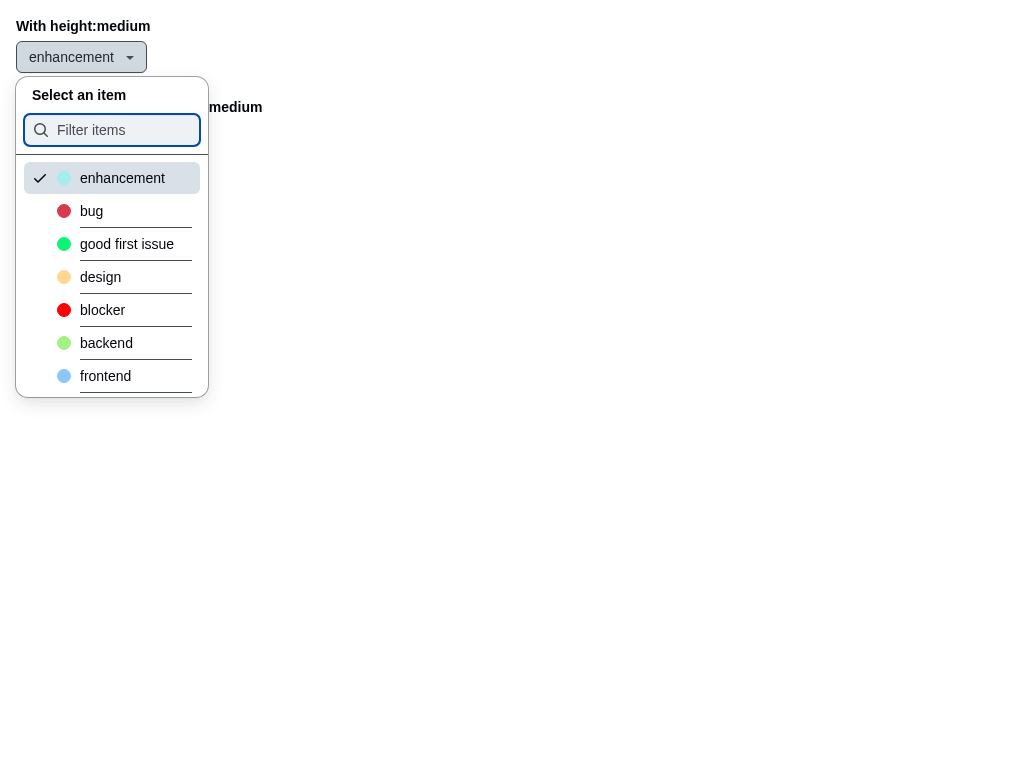 With height:medium
enhancement
Select an item
medium
Filter items
enhancement
bug
good first issue
design
blocker
backend
frontend